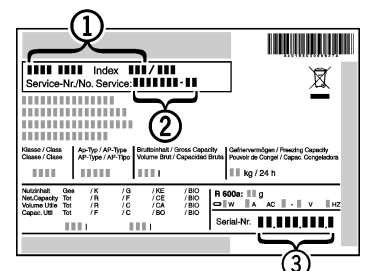 1
Index /
Service-Nr./No. Service: -
2
Klasse / Class
Classe / Clase
Ap-Typ / AP-Type
AP-Type / AP-Tipo
Bruttoinhalt / Gross Capacity
Volume Brut / Capacidad Bruta
l
Gefriervermögen / Freezing Capacity
Pouvoir de Congel / Capac. Congeladora
kg / 24 h
Nutzinhalt Ges / K / G / KE / BIO
Net.Capacity Tot / R / F / CE / BIO
Volume Utile Tot / R / C / CA / BIO
Capac. Util Tot / F / C / BO / BIO
l l
R 600a: g
W A AC - V HZ
Serial-Nr. . . .
3